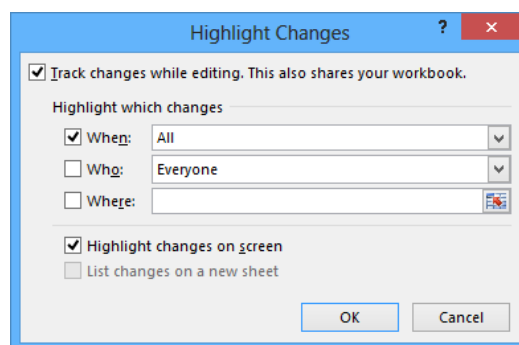 Highlight Changes ? ×
Track changes while editing. This also shares your workbook.
Highlight which changes
When: All
Who: Everyone
Where:
Highlight changes on screen
List changes on a new sheet
OK Cancel